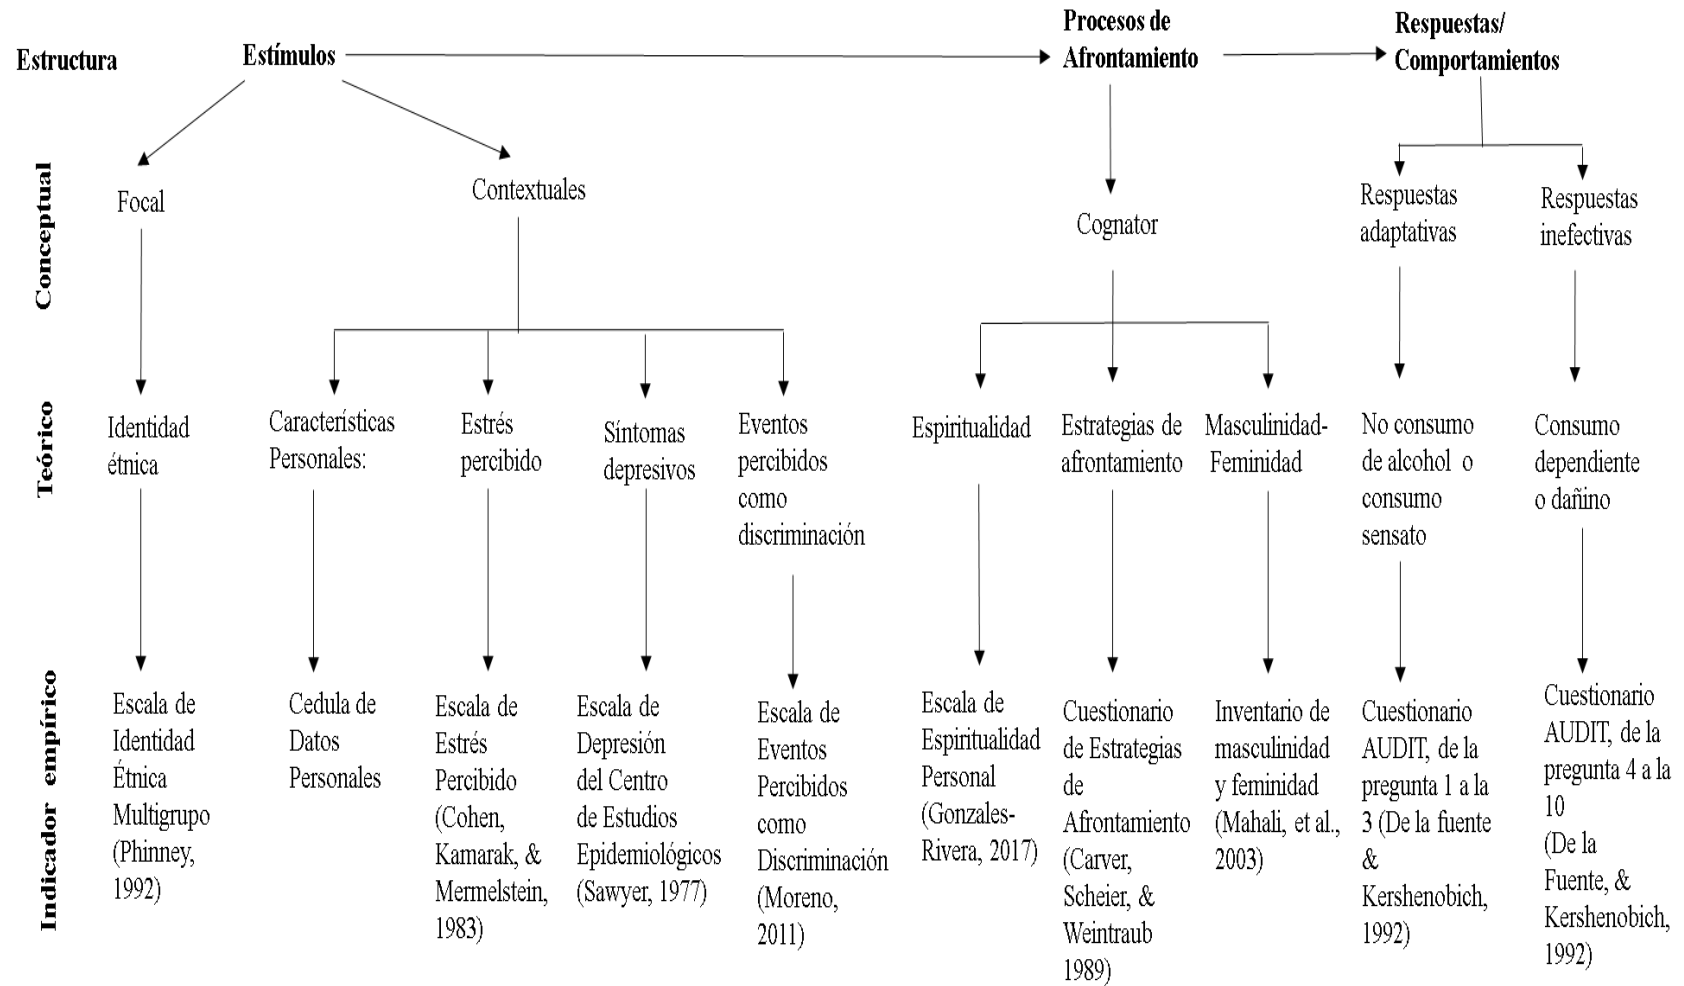 Estructura
Estímulos
Procesos de
Afrontamiento
Respuestas/
Comportamientos
Conceptual
Focal
Contextuales
Cognator
Respuestas
adaptativas
Respuestas
inefectivas
Teórico
Identidad
étnica
Características
Personales:
Estrés
percibido
Síntomas
depresivos
Eventos
percibidos
como
discriminación
Espiritualidad
Estrategias de
afrontamiento
Masculinidad-
Feminidad
No consumo
de alcohol o
consumo
sensato
Consumo
dependiente
o dañino
Indicador empírico
Escala de
Identidad
Étnica
Multigrupo
(Phinney,
1992)
Cedula de
Datos
Personales
Escala de
Estrés
Percibido
(Cohen,
Kamarak, &
Mermelstein,
1983)
Escala de
Depresión
del Centro
de Estudios
Epidemiológicos
(Sawyer, 1977)
Escala de
Eventos
Percibidos
como
Discriminación
(Moreno,
2011)
Escala de
Espiritualidad
Personal
(Gonzales-
Rivera, 2017)
Cuestionario
de Estrategias
de
Afrontamiento
(Carver,
Scheier, &
Weintraub
1989)
Inventario de
masculinidad
y feminidad
(Mahali, et al.,
2003)
Cuestionario
AUDIT, de la
pregunta 1 a la
3 (De la fuente
&
Kershenobich,
1992)
Cuestionario
AUDIT, de la
pregunta 4 a la
10
(De la
Fuente, &
Kershenobich,
1992)